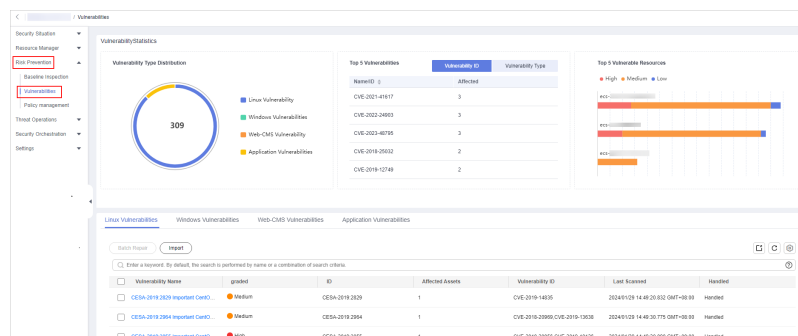 / Vulnerabilities
Security Situation
Resource Manager
Risk Prevention
Baseline Inspection
Vulnerabilities
Policy management
Threat Operations
Security Orchestration
Settings
VulnerabilityStatistics
Vulnerability Type Distribution
309
Linux Vulnerability
Windows Vulnerabilities
Web-CMS Vulnerability
Application Vulnerabilities
Top 5 Vulnerabilities
Vulnerability ID
Vulnerability Type
Name/ID
Affected
CVE-2021-41617 3
CVE-2022-24903 3
CVE-2023-48795 3
CVE-2018-25032 2
CVE-2019-12749 2
Top 5 Vulnerable Resources
High Medium Low
ecs-
ecs-
ecs-
Linux Vulnerabilities Windows Vulnerabilities Web-CMS Vulnerabilities Application Vulnerabilities
Batch Repair Import
Enter a keyword. By default, the search is performed by name or a combination of search criteria.
Vulnerability Name graded ID Affected Assets Vulnerability ID Last Scanned Handled
CESA-2019:2829 Important CentO... Medium CESA-2019:2829 1 CVE-2019-14835 2024/01/29 14:49:20.832 GMT+08:00 Handled
CESA-2019:2964 Important CentO... Medium CESA-2019:2964 1 CVE-2018-20969,CVE-2019-13638 2024/01/29 14:49:30.775 GMT+08:00 Handled